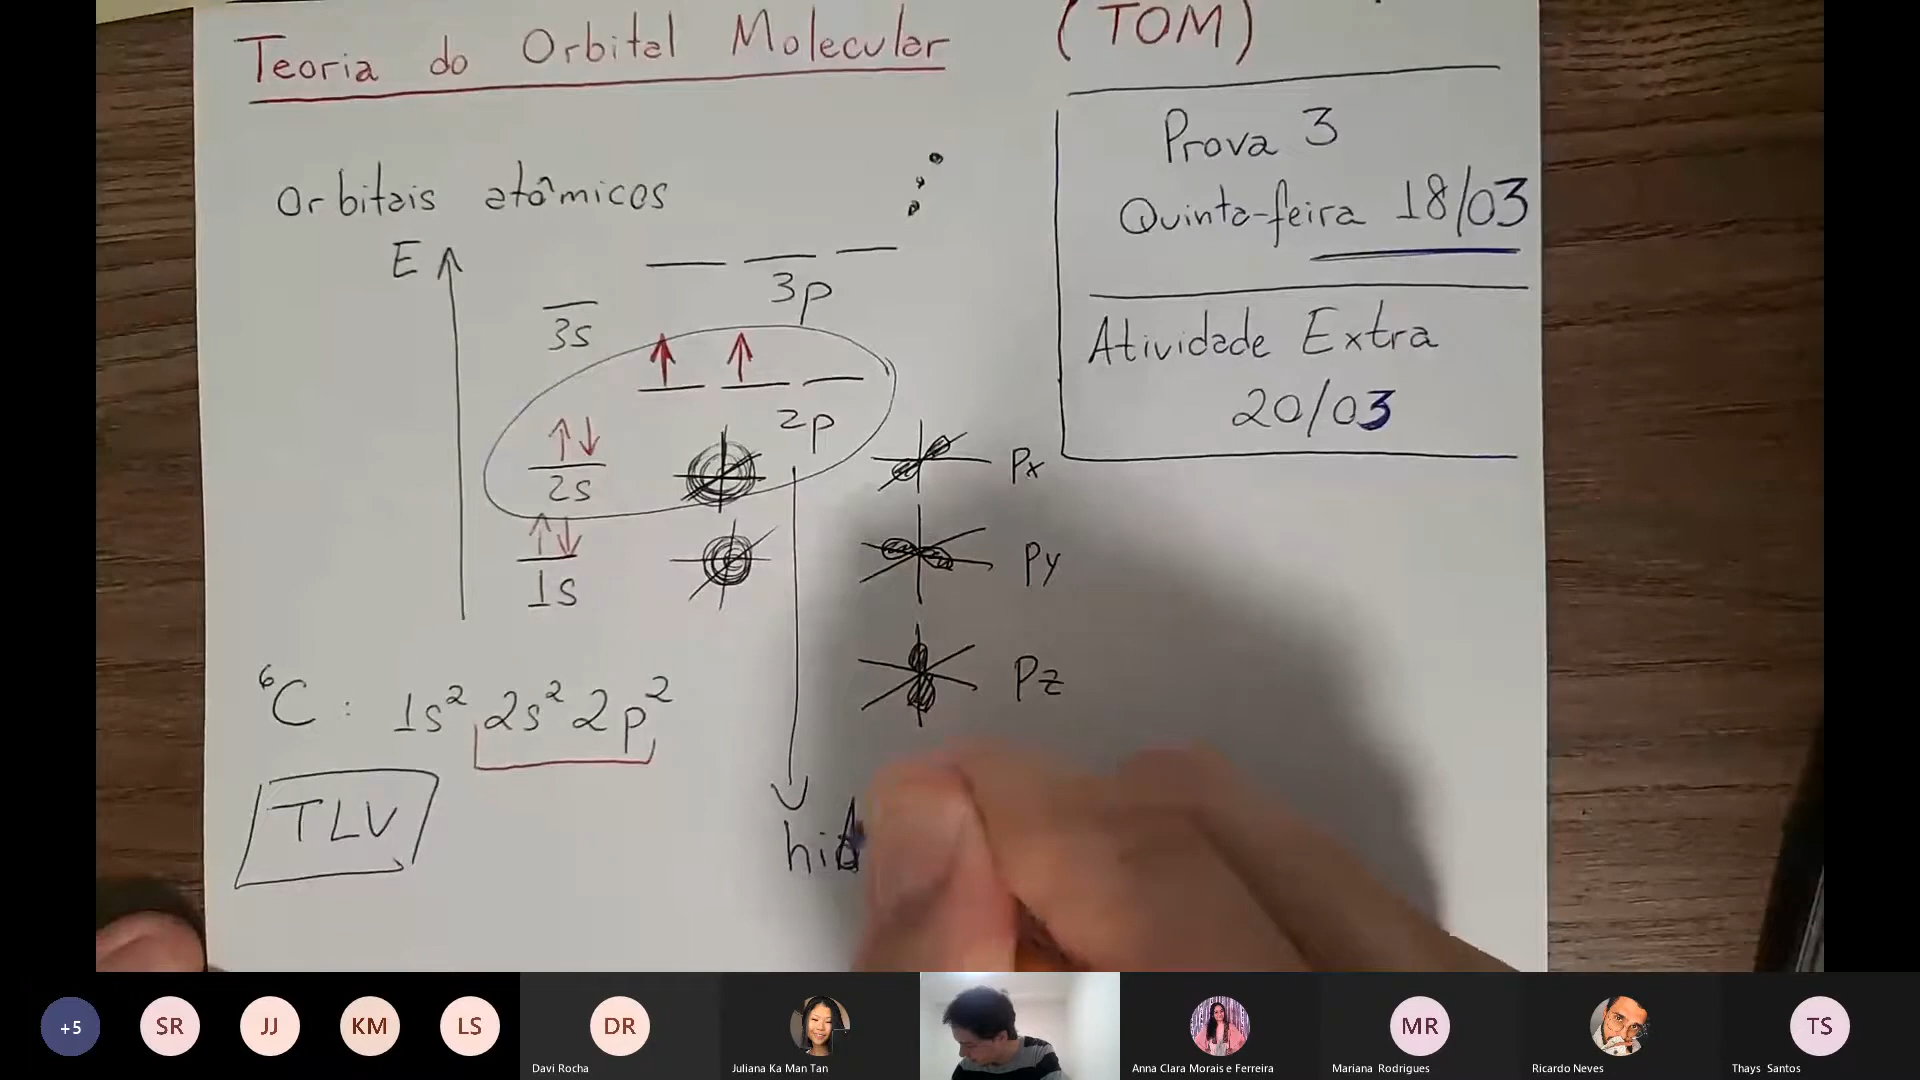 Teoria do Orbital Molecular (TOM)
Prova 3
Quinta-feira 18/03
Atividade Extra
20/03
Orbitais atômicos
E
3p
3s
2p
2s
1s
Px
Py
Pz
⁶C : 1s² 2s² 2p²
TLV
hid
+5
SR
JJ
KM
LS
DR
MR
TS
Davi Rocha
Juliana Ka Man Tan
Anna Clara Morais e Ferreira
Mariana Rodrigues
Ricardo Neves
Thays Santos